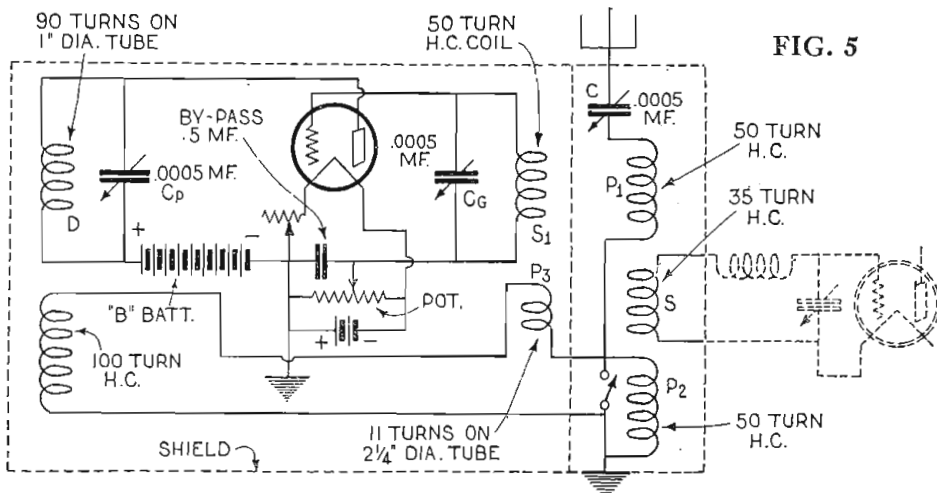 90 TURNS ON
1" DIA. TUBE
50 TURN
H.C. COIL
FIG. 5
BY-PASS
.5 MF.
C
.0005
MF.
.0005
MF.
50 TURN
H.C.
P1
35 TURN
H.C.
.0005 MF.
CP
D
CG
S1
+
-
P3
S
"B" BATT.
POT.
+
-
100 TURN
H.C.
P2
11 TURNS ON
2¼" DIA. TUBE
50 TURN
H.C.
SHIELD